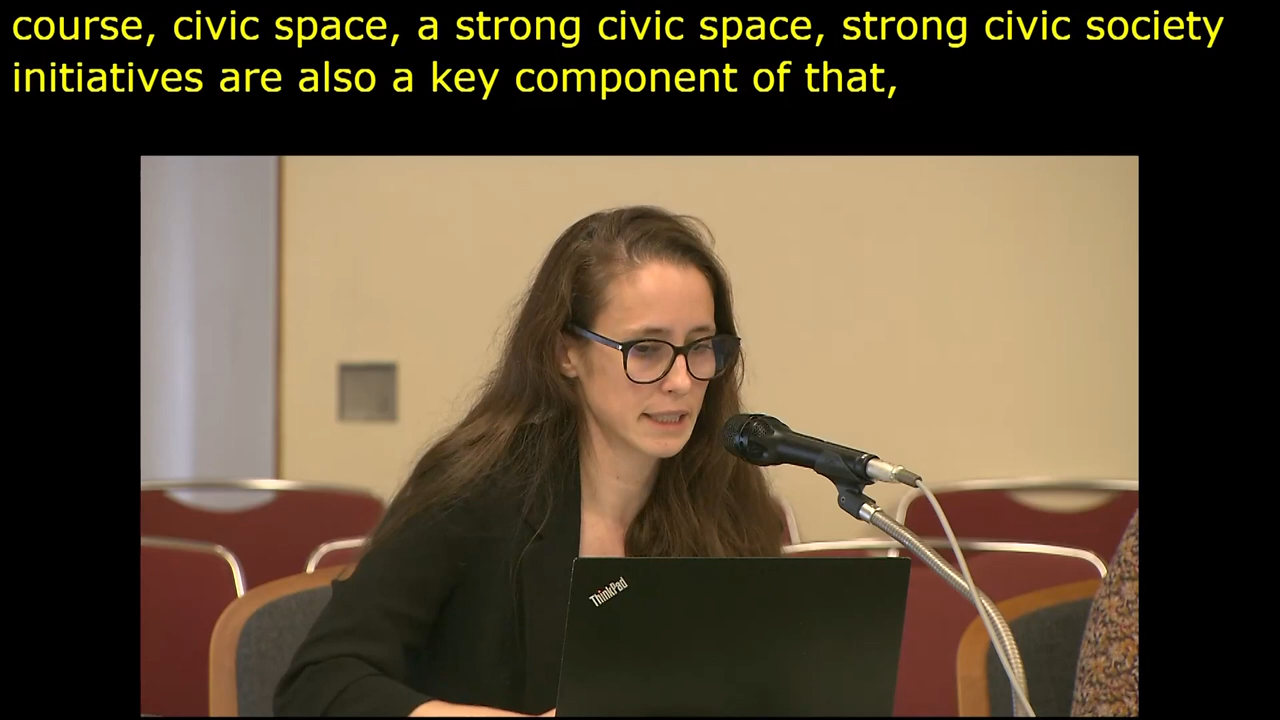 course, civic space, a strong civic space, strong civic society
initiatives are also a key component of that,
ThinkPad